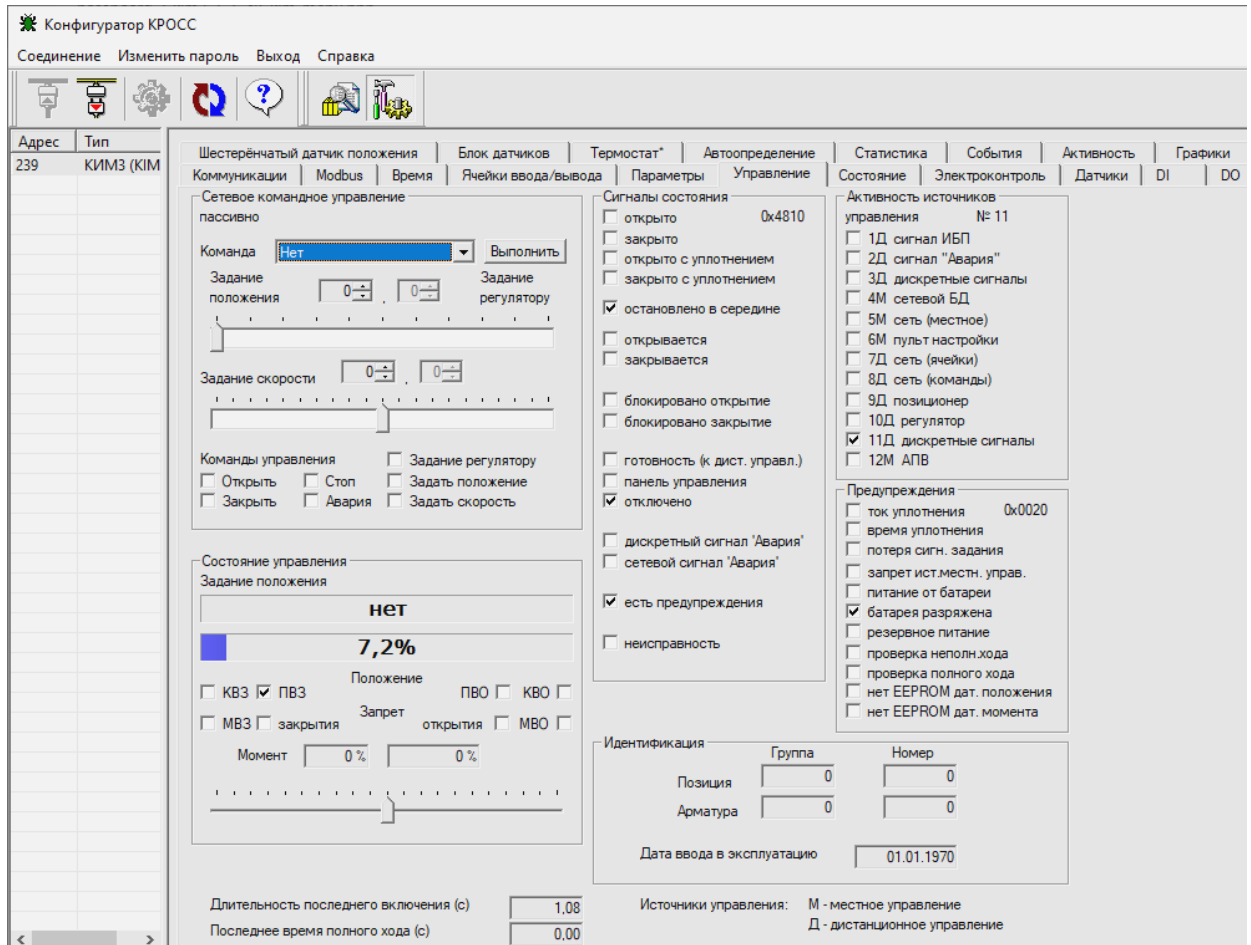 Конфигуратор КРОСС
Соединение Изменить пароль Выход Справка
Адрес Тип
239 КИМ3 (KIM
Шестерёнчатый датчик положения Блок датчиков Термостат* Автоопределение Статистика События Активность Графики
Коммуникации Modbus Время Ячейки ввода/вывода Параметры Управление Состояние Электроконтроль Датчики DI DO
Сетевое командное управление
пассивно
Команда Нет Выполнить
Задание положения 0 , 0 Задание регулятору
Задание скорости 0 , 0
Команды управления Задание регулятору
Открыть Стоп Задать положение
Закрыть Авария Задать скорость
Состояние управления
Задание положения
нет
7,2%
Положение
КВЗ ПВЗ ПВО КВО
Запрет
МВЗ закрытия открытия МВО
Момент 0 % 0 %
Длительность последнего включения (с) 1,08
Последнее время полного хода (с) 0,00
Сигналы состояния
открыто 0x4810
закрыто
открыто с уплотнением
закрыто с уплотнением
остановлено в середине
открывается
закрывается
блокировано открытие
блокировано закрытие
готовность (к дист. управл.)
панель управления
отключено
дискретный сигнал 'Авария'
сетевой сигнал 'Авария'
есть предупреждения
неисправность
Активность источников
управления № 11
1Д сигнал ИБП
2Д сигнал "Авария"
3Д дискретные сигналы
4М сетевой БД
5М сеть (местное)
6М пульт настройки
7Д сеть (ячейки)
8Д сеть (команды)
9Д позиционер
10Д регулятор
11Д дискретные сигналы
12М АПВ
Предупреждения
ток уплотнения 0x0020
время уплотнения
потеря сигн. задания
запрет ист.местн. управ.
питание от батареи
батарея разряжена
резервное питание
проверка неполн.хода
проверка полного хода
нет EEPROM дат. положения
нет EEPROM дат. момента
Идентификация
Группа Номер
Позиция 0 0
Арматура 0 0
Дата ввода в эксплуатацию 01.01.1970
Источники управления: М - местное управление
Д - дистанционное управление